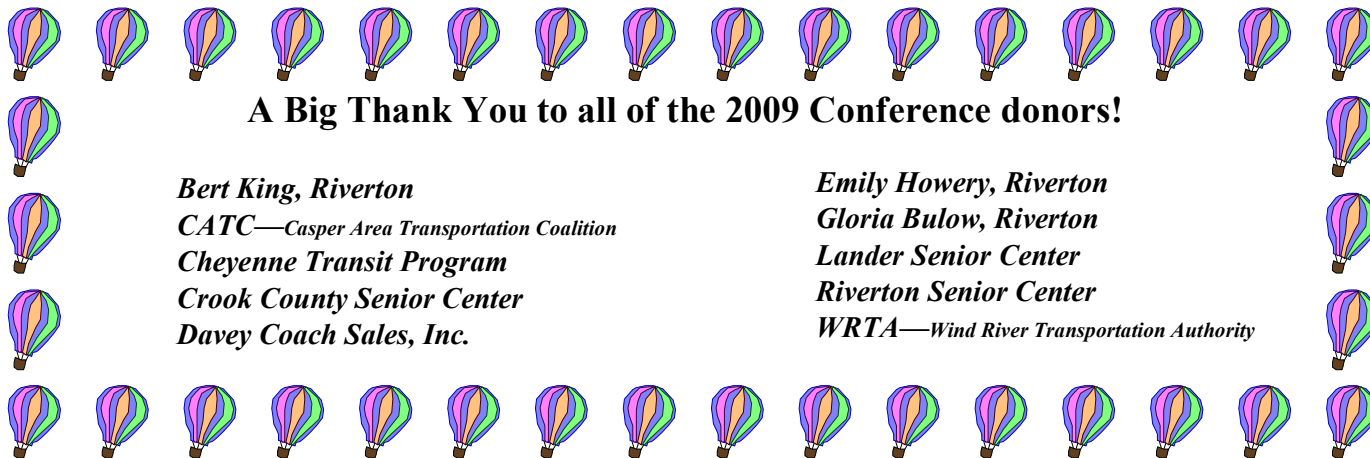 A Big Thank You to all of the 2009 Conference donors!
Bert King, Riverton
CATC—Casper Area Transportation Coalition
Cheyenne Transit Program
Crook County Senior Center
Davey Coach Sales, Inc.
Emily Howery, Riverton
Gloria Bulow, Riverton
Lander Senior Center
Riverton Senior Center
WRTA—Wind River Transportation Authority